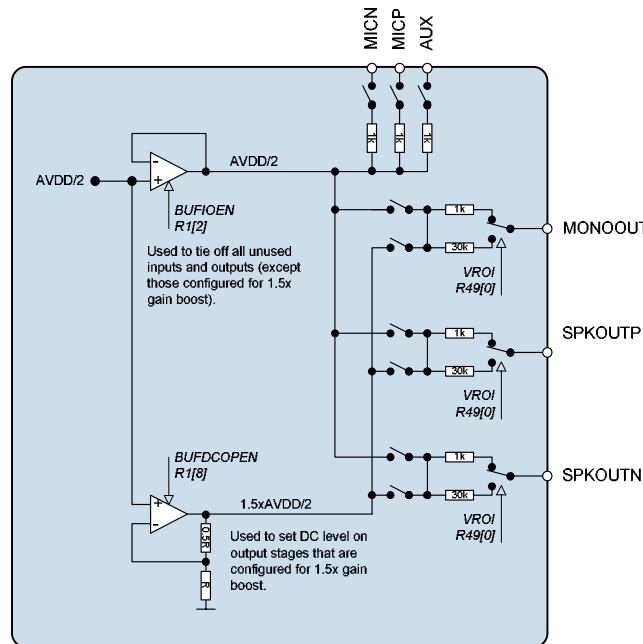 MICN
MICP
AUX
1k
1k
1k
AVDD/2
-
+
AVDD/2
BUFIOEN
R1[2]
Used to tie off all unused
inputs and outputs (except
those configured for 1.5x
gain boost).
1k
30k
MONOOUT
VROI
R49[0]
1k
30k
SPKOUTP
VROI
R49[0]
1k
30k
SPKOUTN
VROI
R49[0]
BUFDCOPEN
R1[8]
+
-
1.5xAVDD/2
0.5R
R
Used to set DC level on
output stages that are
configured for 1.5x gain
boost.